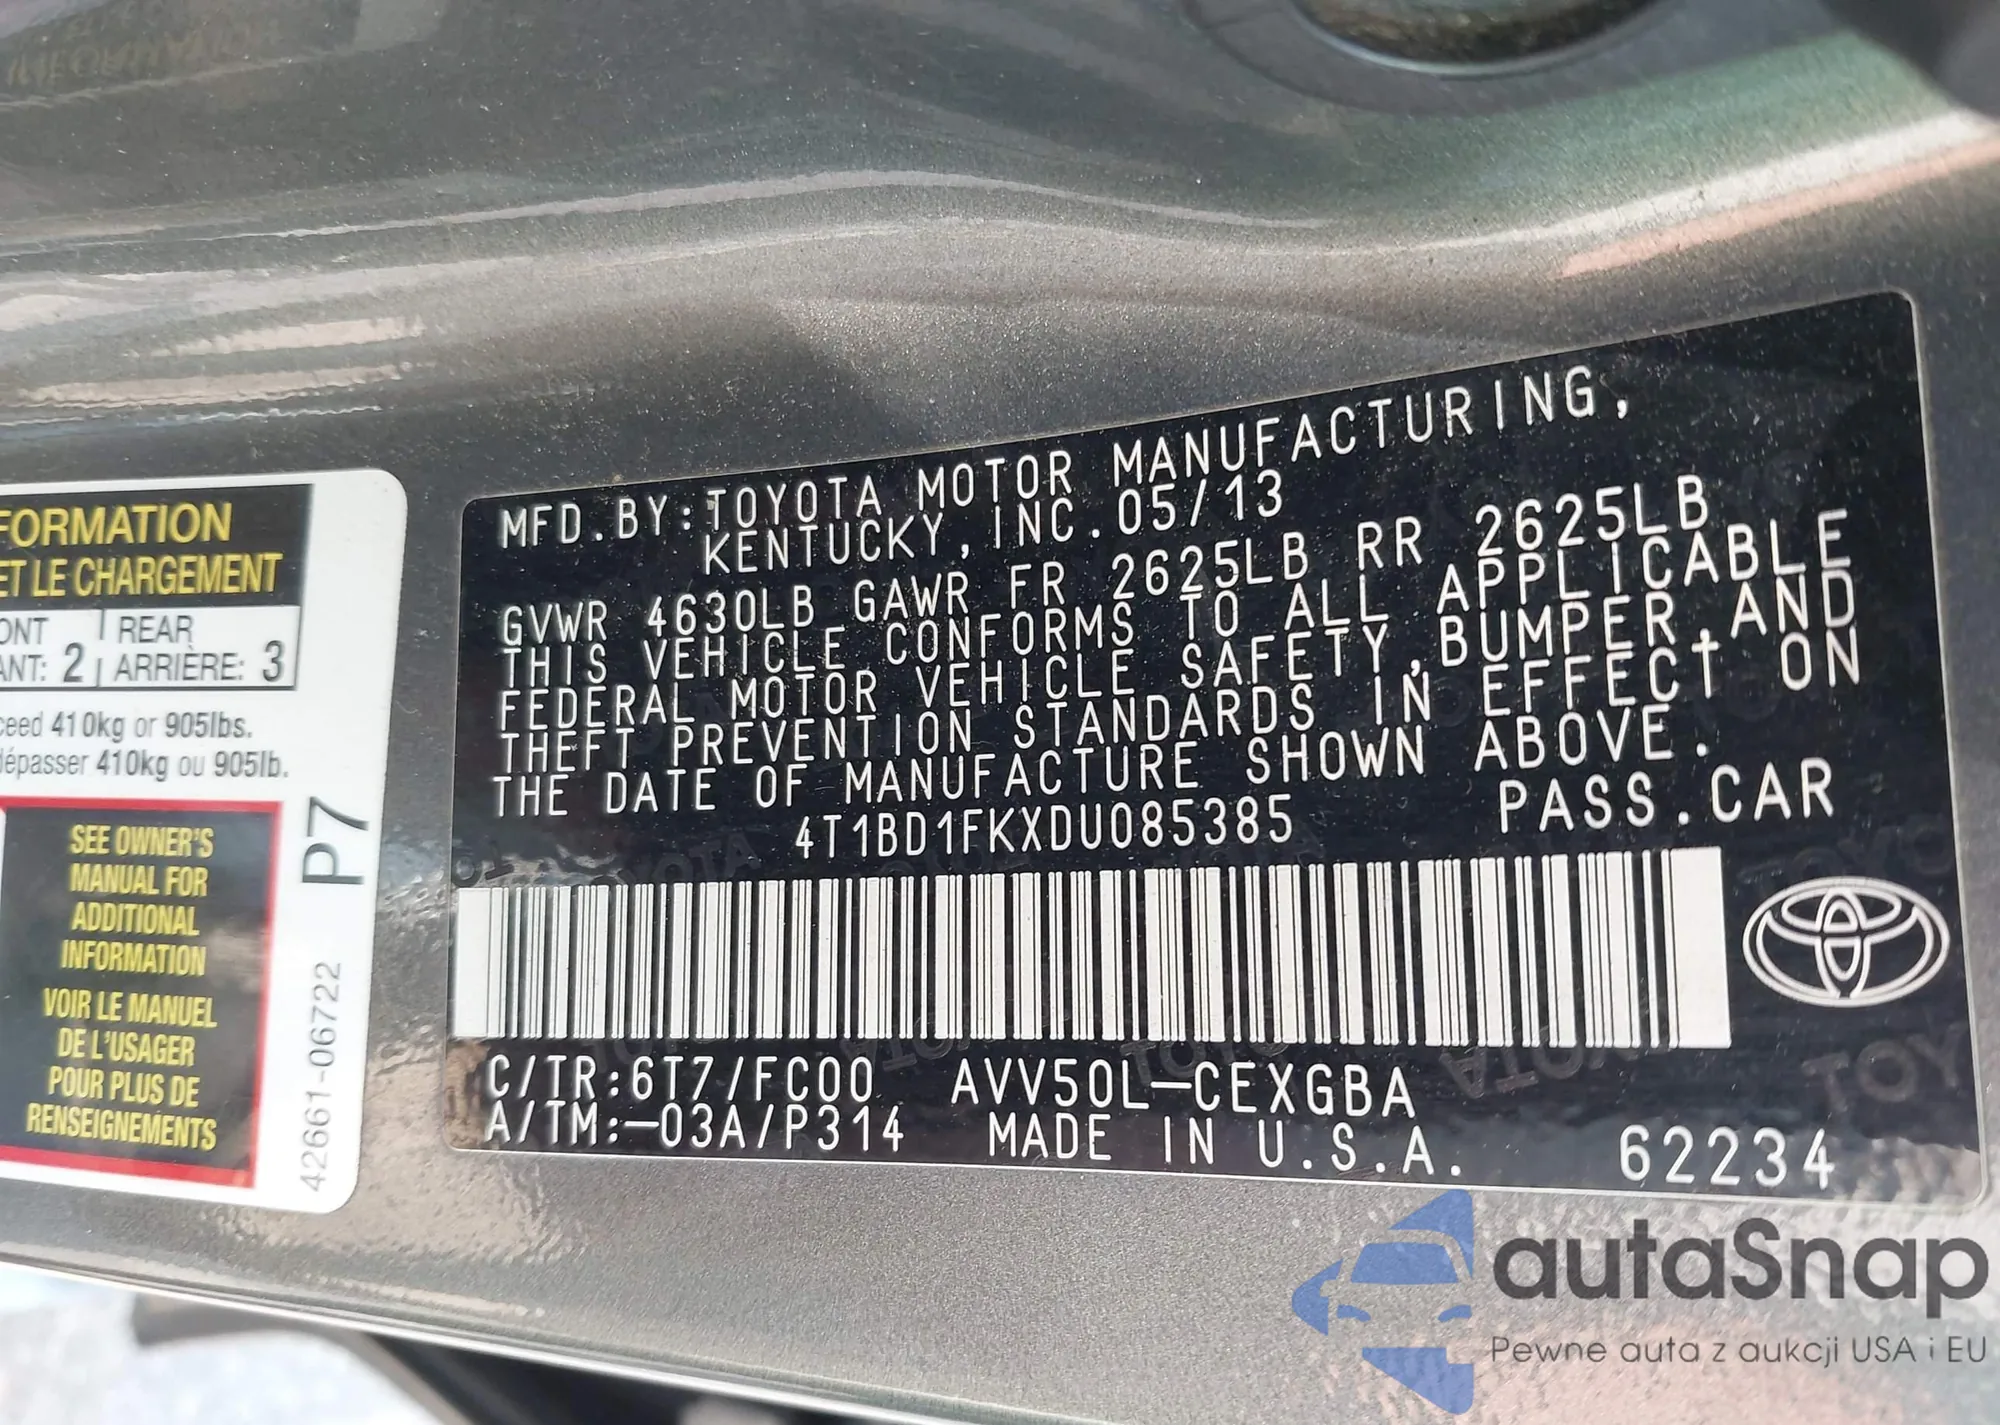 FORMATION
ET LE CHARGEMENT
ONT 2 REAR
ANT: 2 ARRIÈRE: 3
ceed 410kg or 905lbs.
dépasser 410kg ou 905lb.
SEE OWNER'S
MANUAL FOR
ADDITIONAL
INFORMATION
VOIR LE MANUEL
DE L'USAGER
POUR PLUS DE
RENSEIGNEMENTS
42661-06722 P7
MFD.BY:TOYOTA MOTOR MANUFACTURING,
KENTUCKY, INC.05/13
GVWR 4630LB GAWR FR 2625LB RR 2625LB
THIS VEHICLE CONFORMS TO ALL APPLICABLE
FEDERAL MOTOR VEHICLE SAFETY,BUMPER,AND
THEFT PREVENTION STANDARDS IN EFFECT ON
THE DATE OF MANUFACTURE SHOWN ABOVE.
4T1BD1FKXDU085385 PASS.CAR
C/TR:6T7/FC00 AVV50L-CEXGBA
A/TM:-03A/P314 MADE IN U.S.A. 62234
autaSnap
Pewne auta z aukcji USA i EU